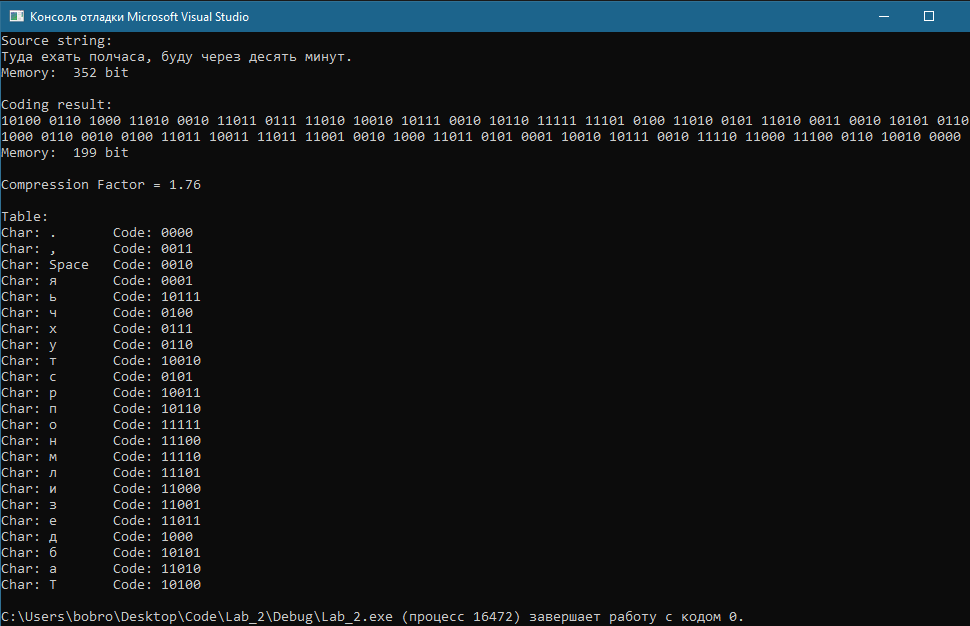 Консоль отладки Microsoft Visual Studio
Source string:
Туда ехать полчаса, буду через десять минут.
Memory:  352 bit
Coding result:
10100 0110 1000 11010 0010 11011 0111 11010 10010 10111 0010 10110 11111 11101 0100 11010 0101 11010 0011 0010 10101 0110
1000 0110 0010 0100 11011 10011 11011 11001 0010 1000 11011 0101 0001 10010 10111 0010 11110 11000 11100 0110 10010 0000
Memory:  199 bit
Compression Factor = 1.76
Table:
Char: .       Code: 0000
Char: ,       Code: 0011
Char: Space   Code: 0010
Char: я       Code: 0001
Char: ь       Code: 10111
Char: ч       Code: 0100
Char: х       Code: 0111
Char: у       Code: 0110
Char: т       Code: 10010
Char: с       Code: 0101
Char: р       Code: 10011
Char: п       Code: 10110
Char: о       Code: 11111
Char: н       Code: 11100
Char: м       Code: 11110
Char: л       Code: 11101
Char: и       Code: 11000
Char: з       Code: 11001
Char: е       Code: 11011
Char: д       Code: 1000
Char: б       Code: 10101
Char: а       Code: 11010
Char: Т       Code: 10100
C:\Users\bobro\Desktop\Code\Lab_2\Debug\Lab_2.exe (процесс 16472) завершает работу с кодом 0.